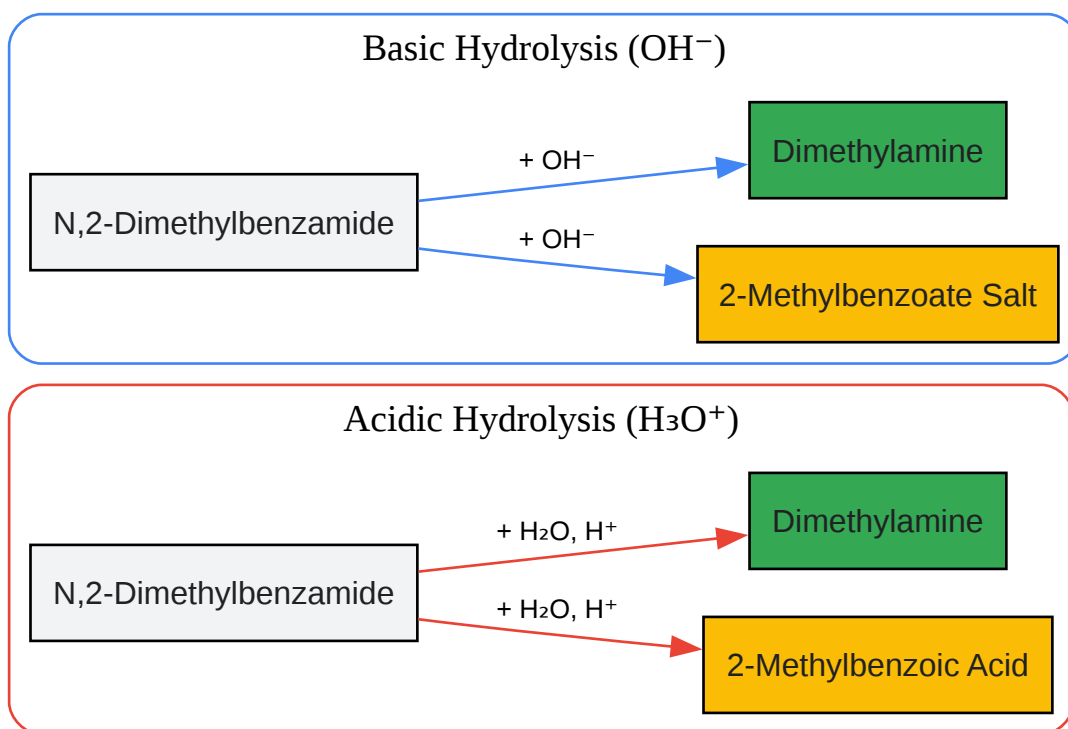 Basic Hydrolysis (OH⁻)
+ OH⁻
Dimethylamine
N,2-Dimethylbenzamide
+ OH⁻
2-Methylbenzoate Salt
Acidic Hydrolysis (H₃O⁺)
+ H₂O, H⁺
Dimethylamine
N,2-Dimethylbenzamide
+ H₂O, H⁺
2-Methylbenzoic Acid